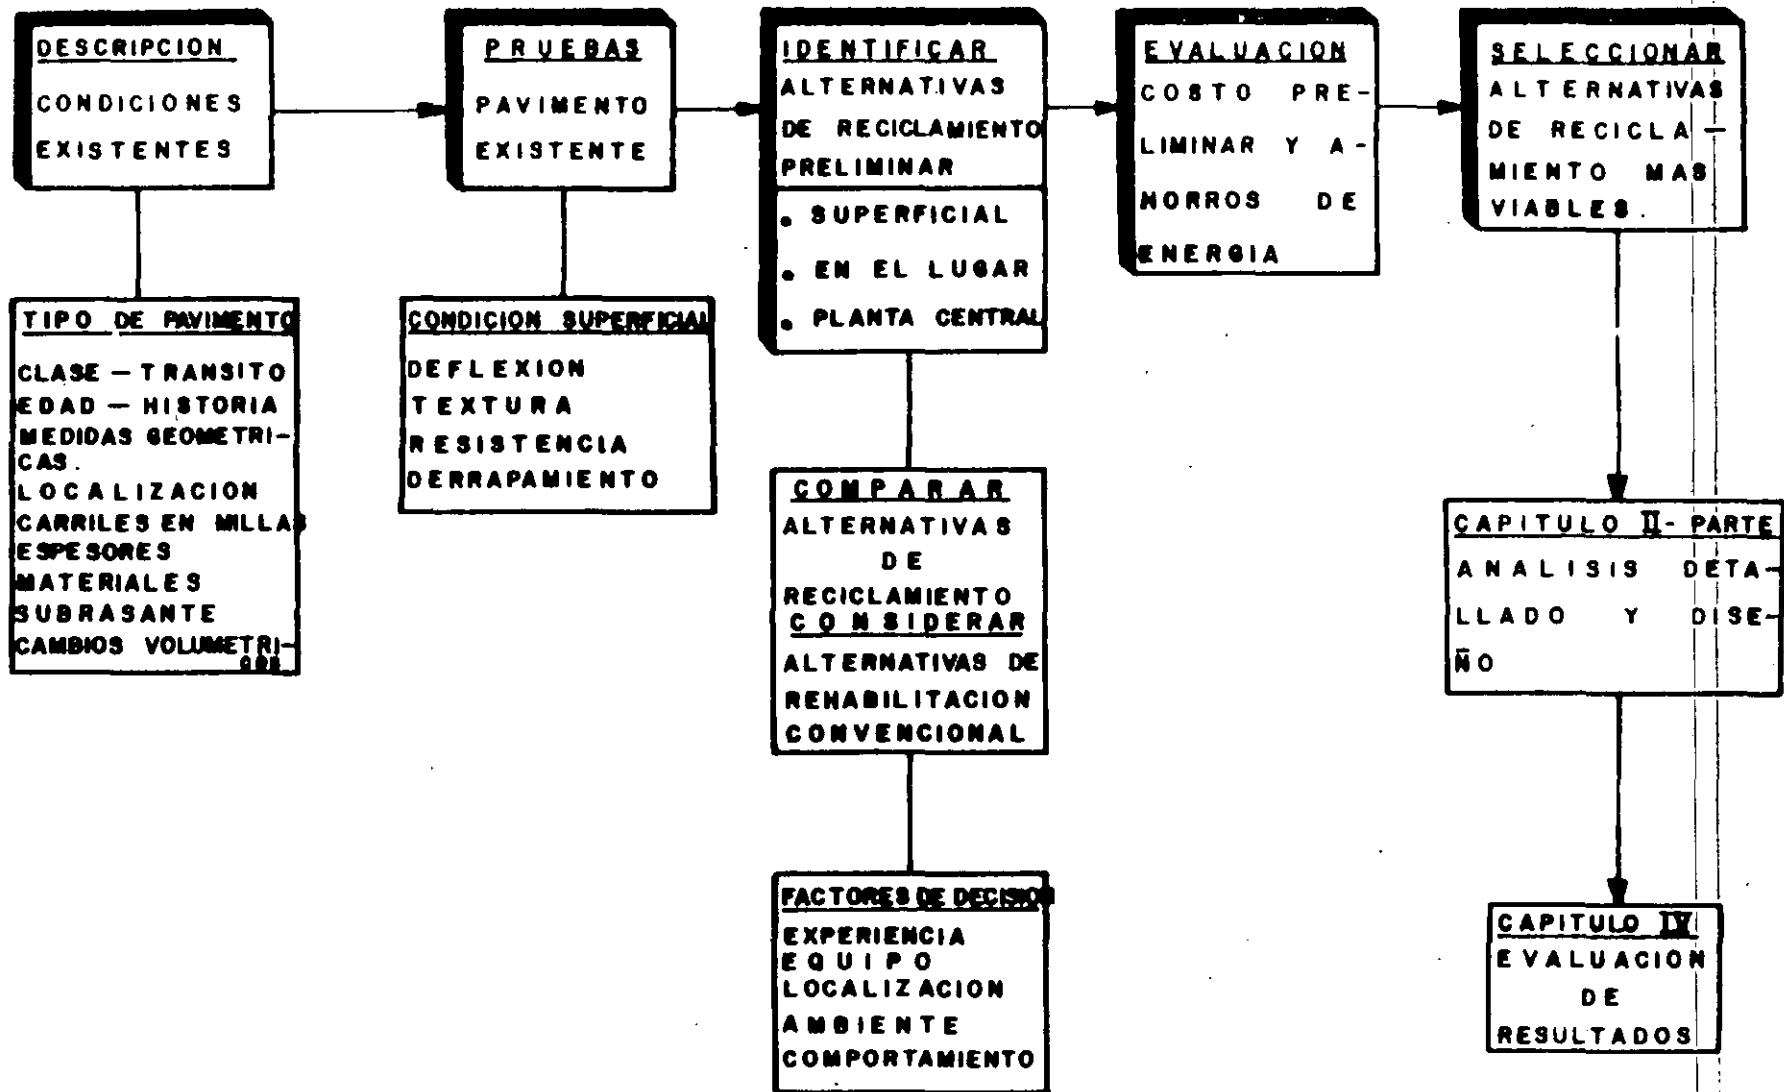 DESCRIPCION
CONDICIONES
EXISTENTES
PRUEBAS
PAVIMENTO
EXISTENTE
IDENTIFICAR
ALTERNATIVAS
DE RECICLAMIENTO
PRELIMINAR
• SUPERFICIAL
• EN EL LUGAR
• PLANTA CENTRAL
EVALUACION
COSTO PRE-
LIMINAR Y A-
HORROS DE
ENERGIA
SELECCIONAR
ALTERNATIVAS
DE RECICLA-
MIENTO MAS
VIABLES.
TIPO DE PAVIMENTO
CLASE - TRANSITO
EDAD - HISTORIA
MEDIDAS GEOMETRI-
CAS.
LOCALIZACION
CARRILES EN MILLAS
ESPESORES
MATERIALES
SUBRASANTE
CAMBIOS VOLUMETRI-
COS
CONDICION SUPERFICIAL
DEFLEXION
TEXTURA
RESISTENCIA
DERRAPAMIENTO
COMPARAR
ALTERNATIVAS
DE
RECICLAMIENTO
CONSIDERAR
ALTERNATIVAS DE
REHABILITACION
CONVENCIONAL
FACTORES DE DECISION
EXPERIENCIA
EQUIPO
LOCALIZACION
AMBIENTE
COMPORTAMIENTO
CAPITULO II - PARTE
ANALISIS DETA-
LLADO Y DISE-
ÑO
CAPITULO IV
EVALUACION
DE
RESULTADOS